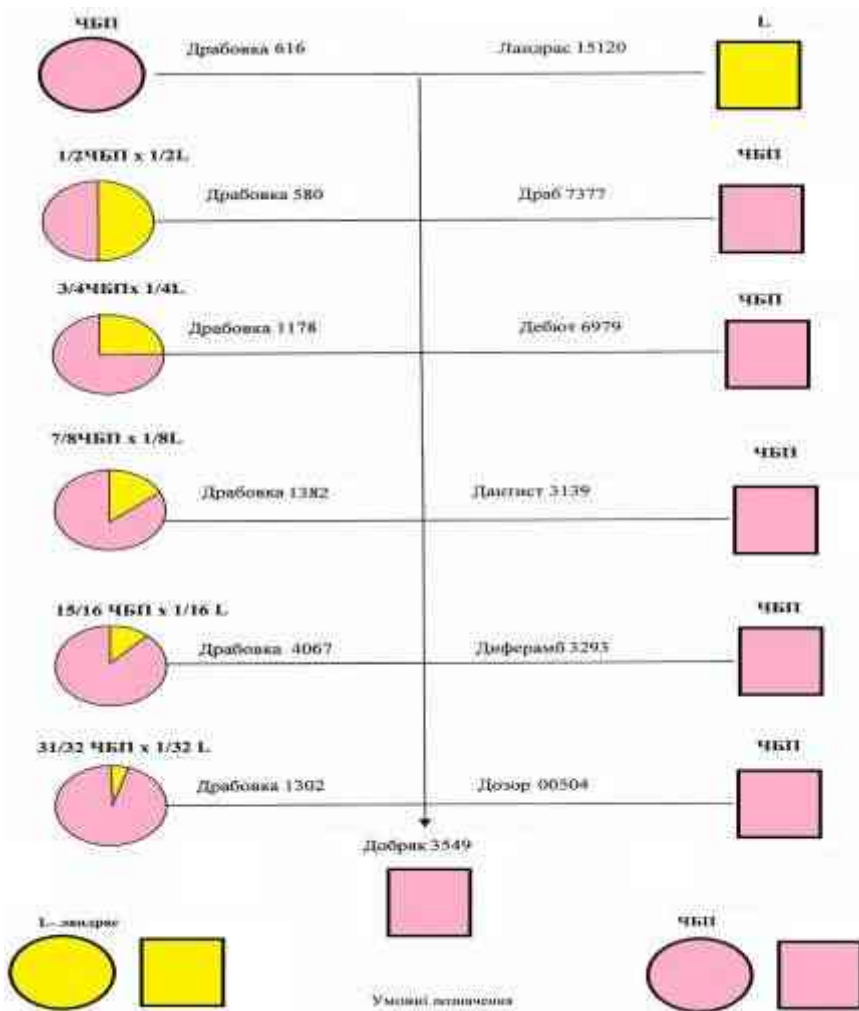 ЧБП L
Драбовка 616 Ландрас 15120
1/2ЧБП х 1/2L ЧБП
Драбовка 580 Драб 7377
3/4ЧБПх 1/4L ЧБП
Драбовка 1178 Дебют 6979
7/8ЧБП х 1/8L ЧБП
Драбовка 1382 Дантист 3139
15/16 ЧБП х 1/16 L ЧБП
Драбовка 4067 Диферамб 3293
31/32 ЧБП х 1/32 L ЧБП
Драбовка 1302 Дозор 00504
Добряк 3549
L- ландрас ЧБП
Умовні позначення